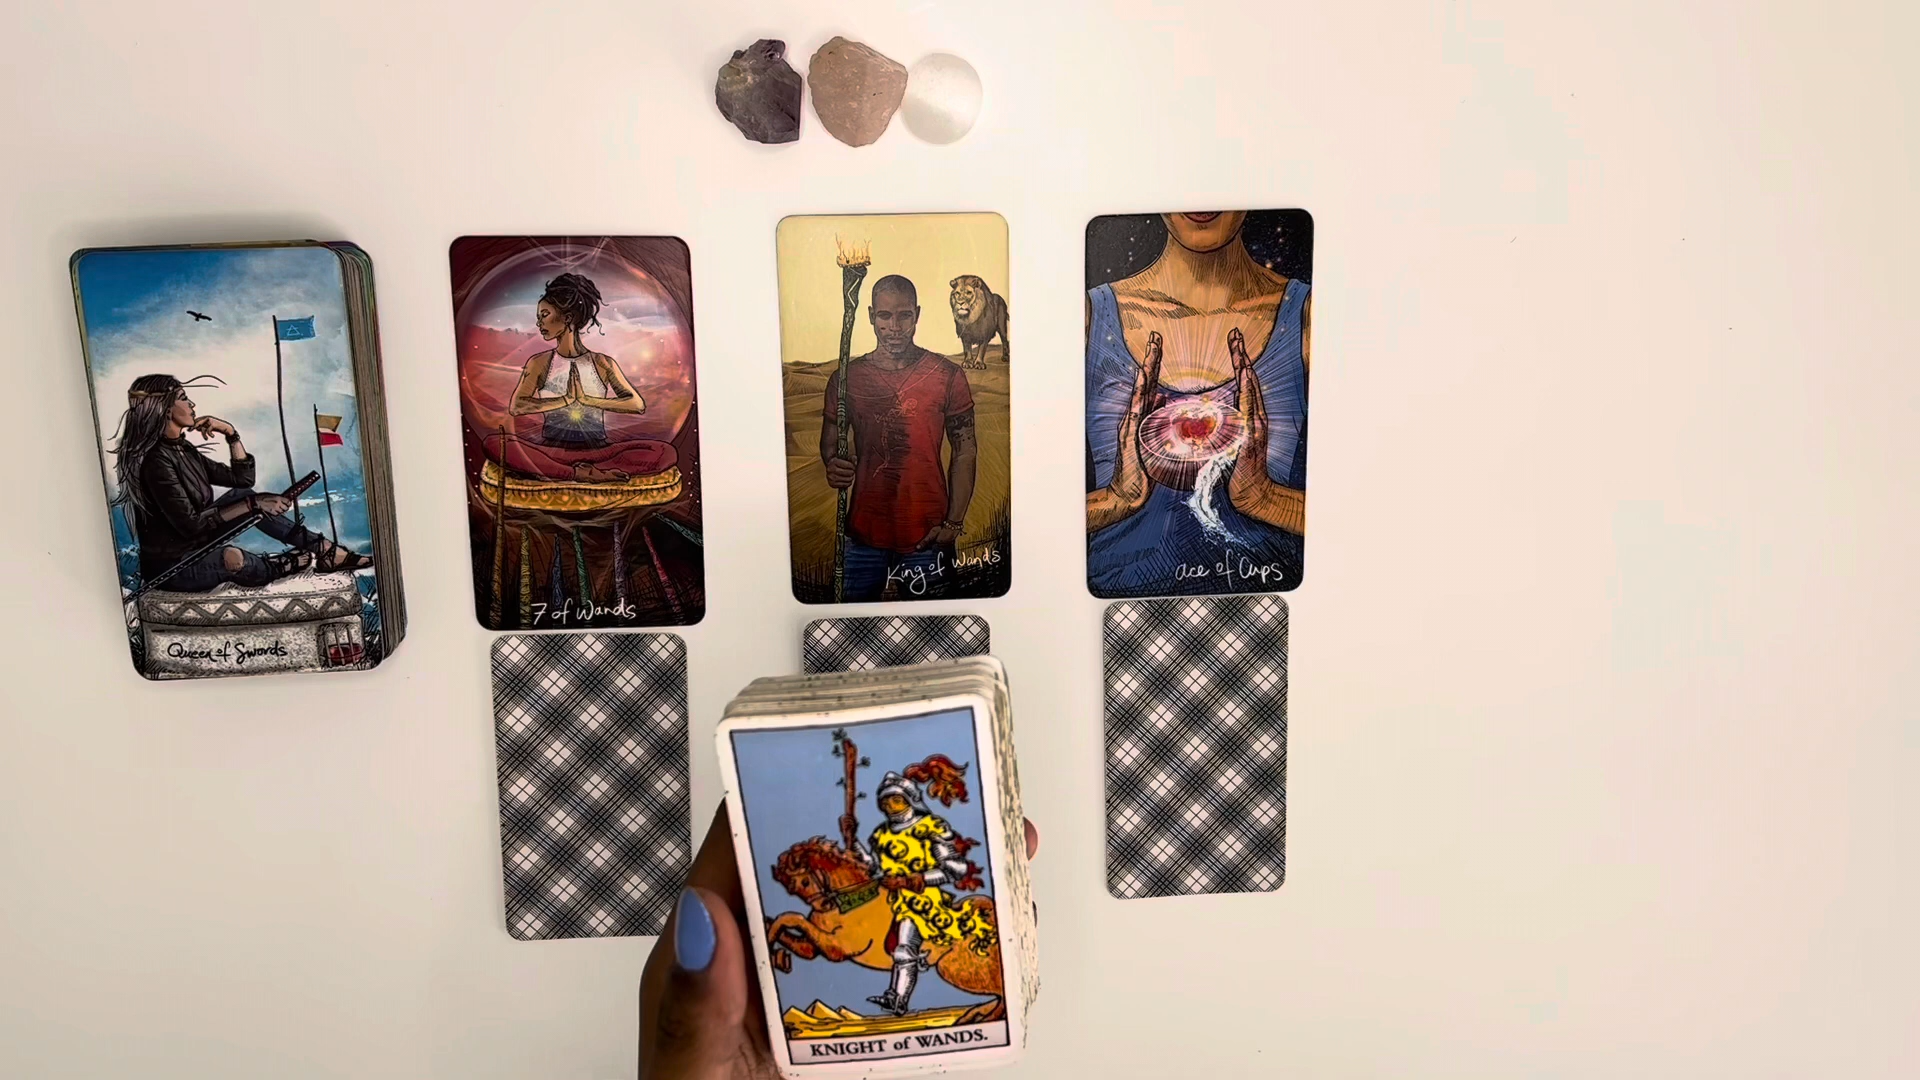 Queen of Swords
7 of Wands
King of Wands
ace of Cups
KNIGHT of WANDS.